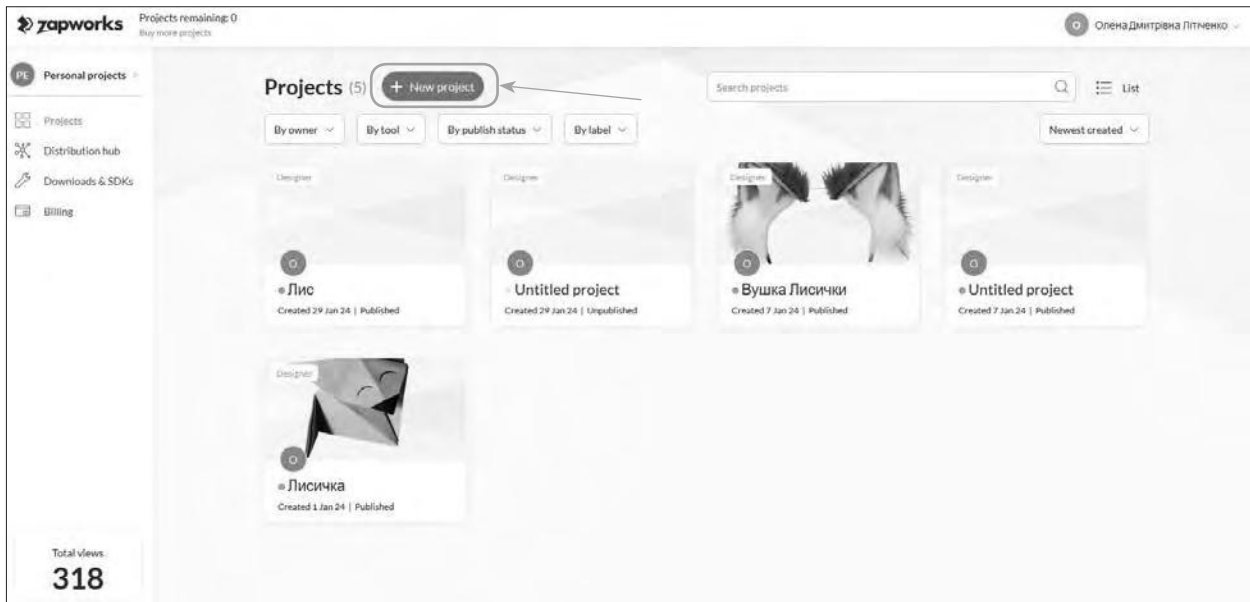 zapworks
Projects remaining: 0
Buy more projects
O Олена Дмитрівна Літченко
PE Personal projects
Projects (5)
+ New project
Search projects
List
Projects
Distribution hub
Downloads & SDKs
Billing
By owner
By tool
By publish status
By label
Newest created
Designer
O
Лис
Created 29 Jan 24 | Published
Designer
O
Untitled project
Created 29 Jan 24 | Unpublished
Designer
O
Вушка Лисички
Created 7 Jan 24 | Published
Designer
O
Untitled project
Created 7 Jan 24 | Published
Designer
O
Лисичка
Created 1 Jan 24 | Published
Total views
318